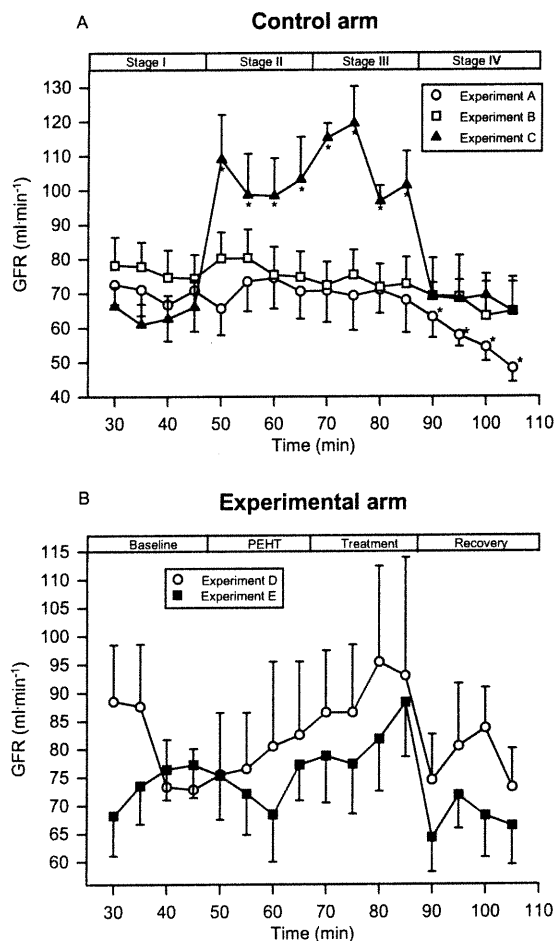 A
Control arm
Stage I Stage II Stage III Stage IV
130
120
110
100
90
80
70
60
50
40
GFR (ml·min⁻¹)
Experiment A
Experiment B
Experiment C
* * * * * * * * * * * *
30 40 50 60 70 80 90 100 110
Time (min)
B
Experimental arm
Baseline PEHT Treatment Recovery
115
110
105
100
95
90
85
80
75
70
65
60
GFR (ml·min⁻¹)
Experiment D
Experiment E
30 40 50 60 70 80 90 100 110
Time (min)